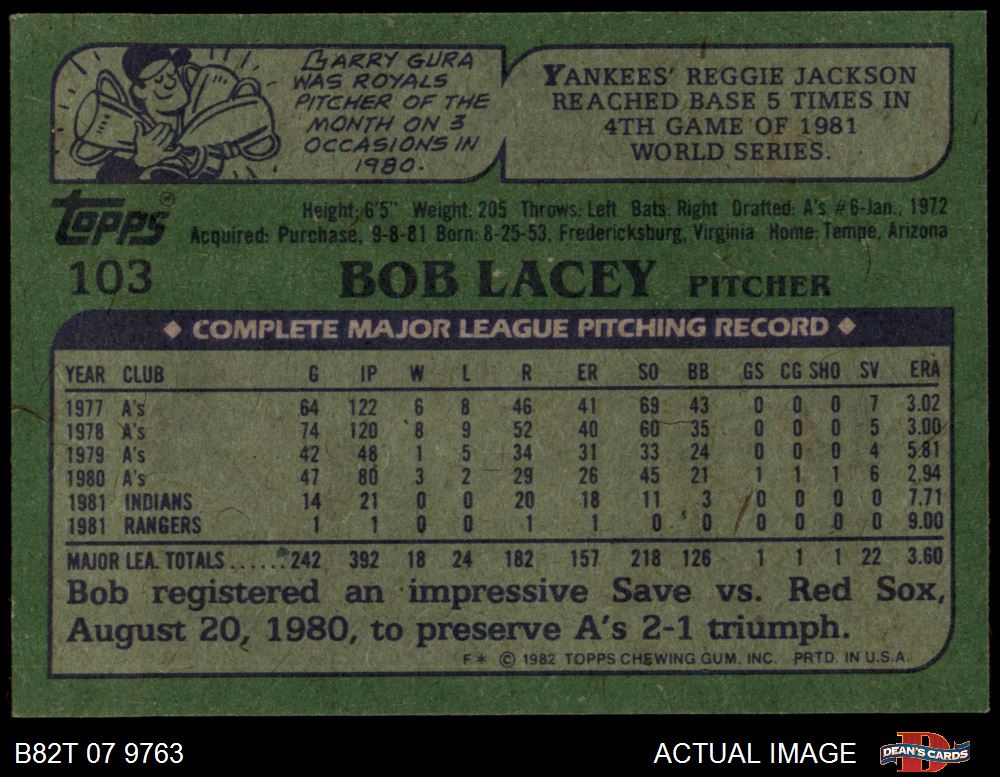 LARRY GURA
WAS ROYALS
PITCHER OF THE
MONTH ON 3
OCCASIONS IN
1980.
YANKEES' REGGIE JACKSON
REACHED BASE 5 TIMES IN
4TH GAME OF 1981
WORLD SERIES.
Topps®
Height: 6'5" Weight: 205 Throws: Left Bats: Right Drafted: A's #6-Jan., 1972
Acquired: Purchase, 9-8-81 Born: 8-25-53, Fredericksburg, Virginia Home: Tempe, Arizona
103 BOB LACEY PITCHER
◆ COMPLETE MAJOR LEAGUE PITCHING RECORD ◆
YEAR CLUB G IP W L R ER SO BB GS CG SHO SV ERA
1977 A's 64 122 6 8 46 41 69 43 0 0 0 7 3.02
1978 A's 74 120 8 9 52 40 60 35 0 0 0 5 3.00
1979 A's 42 48 1 5 34 31 33 24 0 0 0 4 5.81
1980 A's 47 80 3 2 29 26 45 21 1 1 1 6 2.94
1981 INDIANS 14 21 0 0 20 18 11 3 0 0 0 0 7.71
1981 RANGERS 1 1 0 0 1 1 0 0 0 0 0 0 9.00
MAJOR LEA. TOTALS......242 392 18 24 182 157 218 126 1 1 1 22 3.60
Bob registered an impressive Save vs. Red Sox,
August 20, 1980, to preserve A's 2-1 triumph.
F* © 1982 TOPPS CHEWING GUM, INC. PRTD. IN U.S.A.
B82T 07 9763
ACTUAL IMAGE
D
DEAN'S CARDS